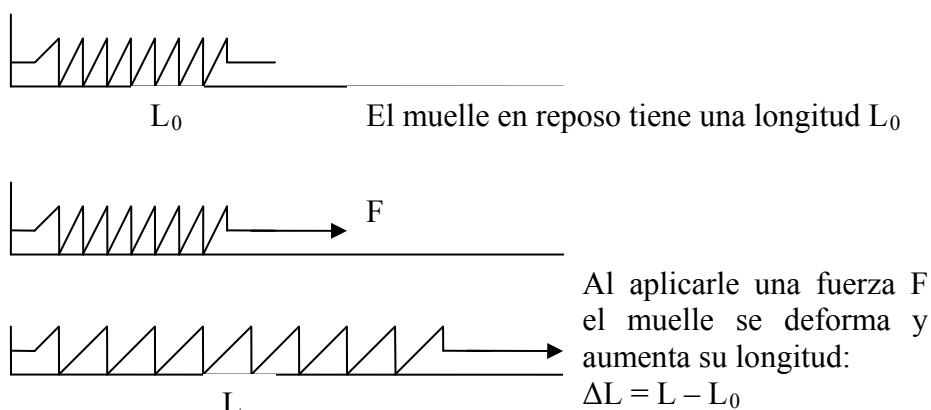 L₀
El muelle en reposo tiene una longitud L₀
F
Al aplicarle una fuerza F
el muelle se deforma y
aumenta su longitud:
ΔL = L – L₀
L